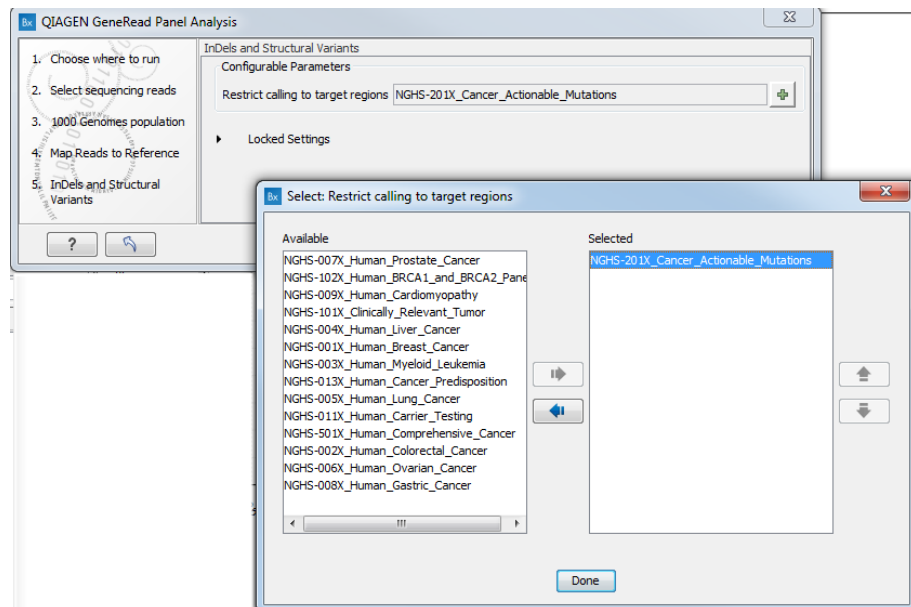 Bx QIAGEN GeneRead Panel Analysis
1. Choose where to run
2. Select sequencing reads
3. 1000 Genomes population
4. Map Reads to Reference
5. InDels and Structural
Variants
?
InDels and Structural Variants
Configurable Parameters
Restrict calling to target regions NGHS-201X_Cancer_Actionable_Mutations
Locked Settings
Bx Select: Restrict calling to target regions
Available
NGHS-007X_Human_Prostate_Cancer
NGHS-102X_Human_BRCA1_and_BRCA2_Pane
NGHS-009X_Human_Cardiomyopathy
NGHS-101X_Clinically_Relevant_Tumor
NGHS-004X_Human_Liver_Cancer
NGHS-001X_Human_Breast_Cancer
NGHS-003X_Human_Myeloid_Leukemia
NGHS-013X_Human_Cancer_Predisposition
NGHS-005X_Human_Lung_Cancer
NGHS-011X_Human_Carrier_Testing
NGHS-501X_Human_Comprehensive_Cancer
NGHS-002X_Human_Colorectal_Cancer
NGHS-006X_Human_Ovarian_Cancer
NGHS-008X_Human_Gastric_Cancer
Selected
NGHS-201X_Cancer_Actionable_Mutations
Done